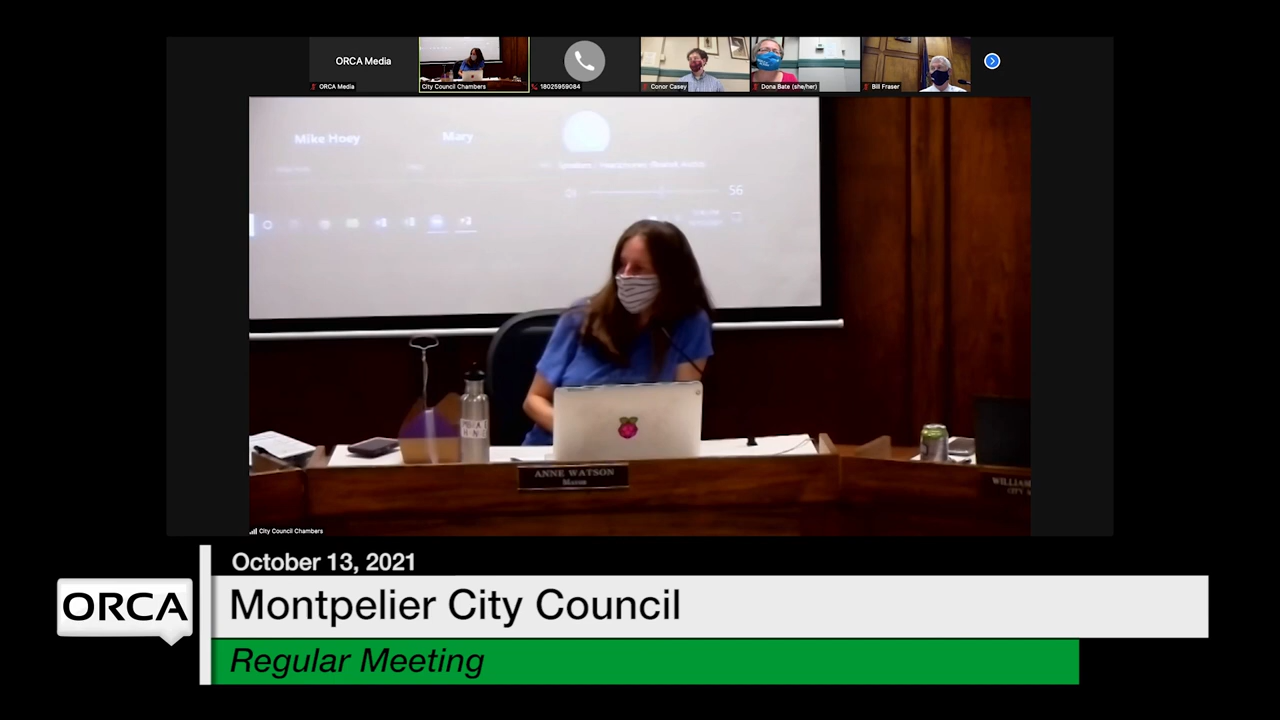 ORCA Media
ORCA Media
City Council Chambers
18025959084
Conor Casey
Dona Bate (she/her)
Bill Fraser
Mike Hoey
Mary
56
ANNE WATSON
Mayor
WILLIAM
City Council Chambers
October 13, 2021
ORCA
Montpelier City Council
Regular Meeting